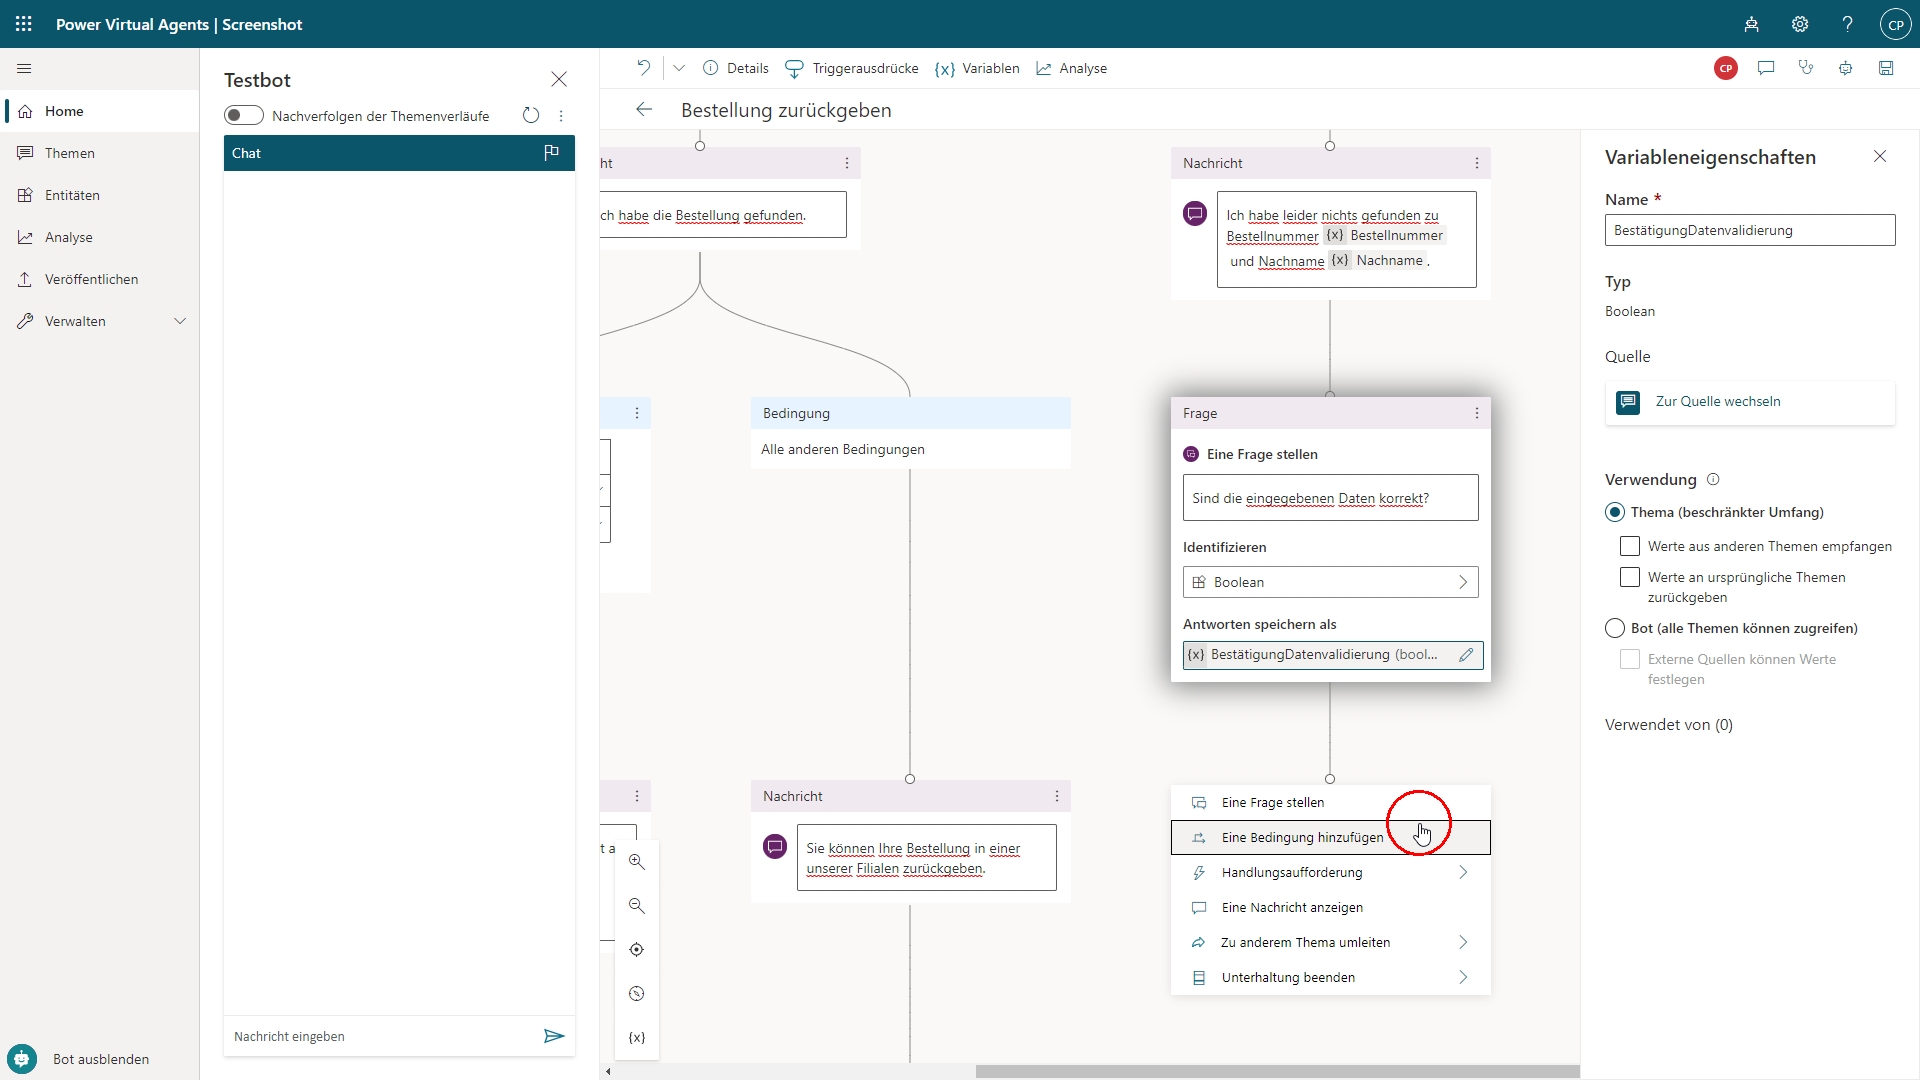 Power Virtual Agents | Screenshot
CP
Home
Themen
Entitäten
Analyse
Veröffentlichen
Verwalten
Bot ausblenden
Testbot
Nachverfolgen der Themenverläufe
Chat
Nachricht eingeben
Details
Triggerausdrücke
{x} Variablen
Analyse
CP
Bestellung zurückgeben
ht
ch habe die Bestellung gefunden.
Bedingung
Alle anderen Bedingungen
Nachricht
Sie können Ihre Bestellung in einer
unserer Filialen zurückgeben.
t a
{x}
Nachricht
Ich habe leider nichts gefunden zu
Bestellnummer {x} Bestellnummer
und Nachname {x} Nachname .
Frage
Eine Frage stellen
Sind die eingegebenen Daten korrekt?
Identifizieren
Boolean
Antworten speichern als
{x} BestätigungDatenvalidierung (bool...
Eine Frage stellen
Eine Bedingung hinzufügen
Handlungsaufforderung
Eine Nachricht anzeigen
Zu anderem Thema umleiten
Unterhaltung beenden
Variableneigenschaften
Name *
BestätigungDatenvalidierung
Typ
Boolean
Quelle
Zur Quelle wechseln
Verwendung
Thema (beschränkter Umfang)
Werte aus anderen Themen empfangen
Werte an ursprüngliche Themen
zurückgeben
Bot (alle Themen können zugreifen)
Externe Quellen können Werte
festlegen
Verwendet von (0)